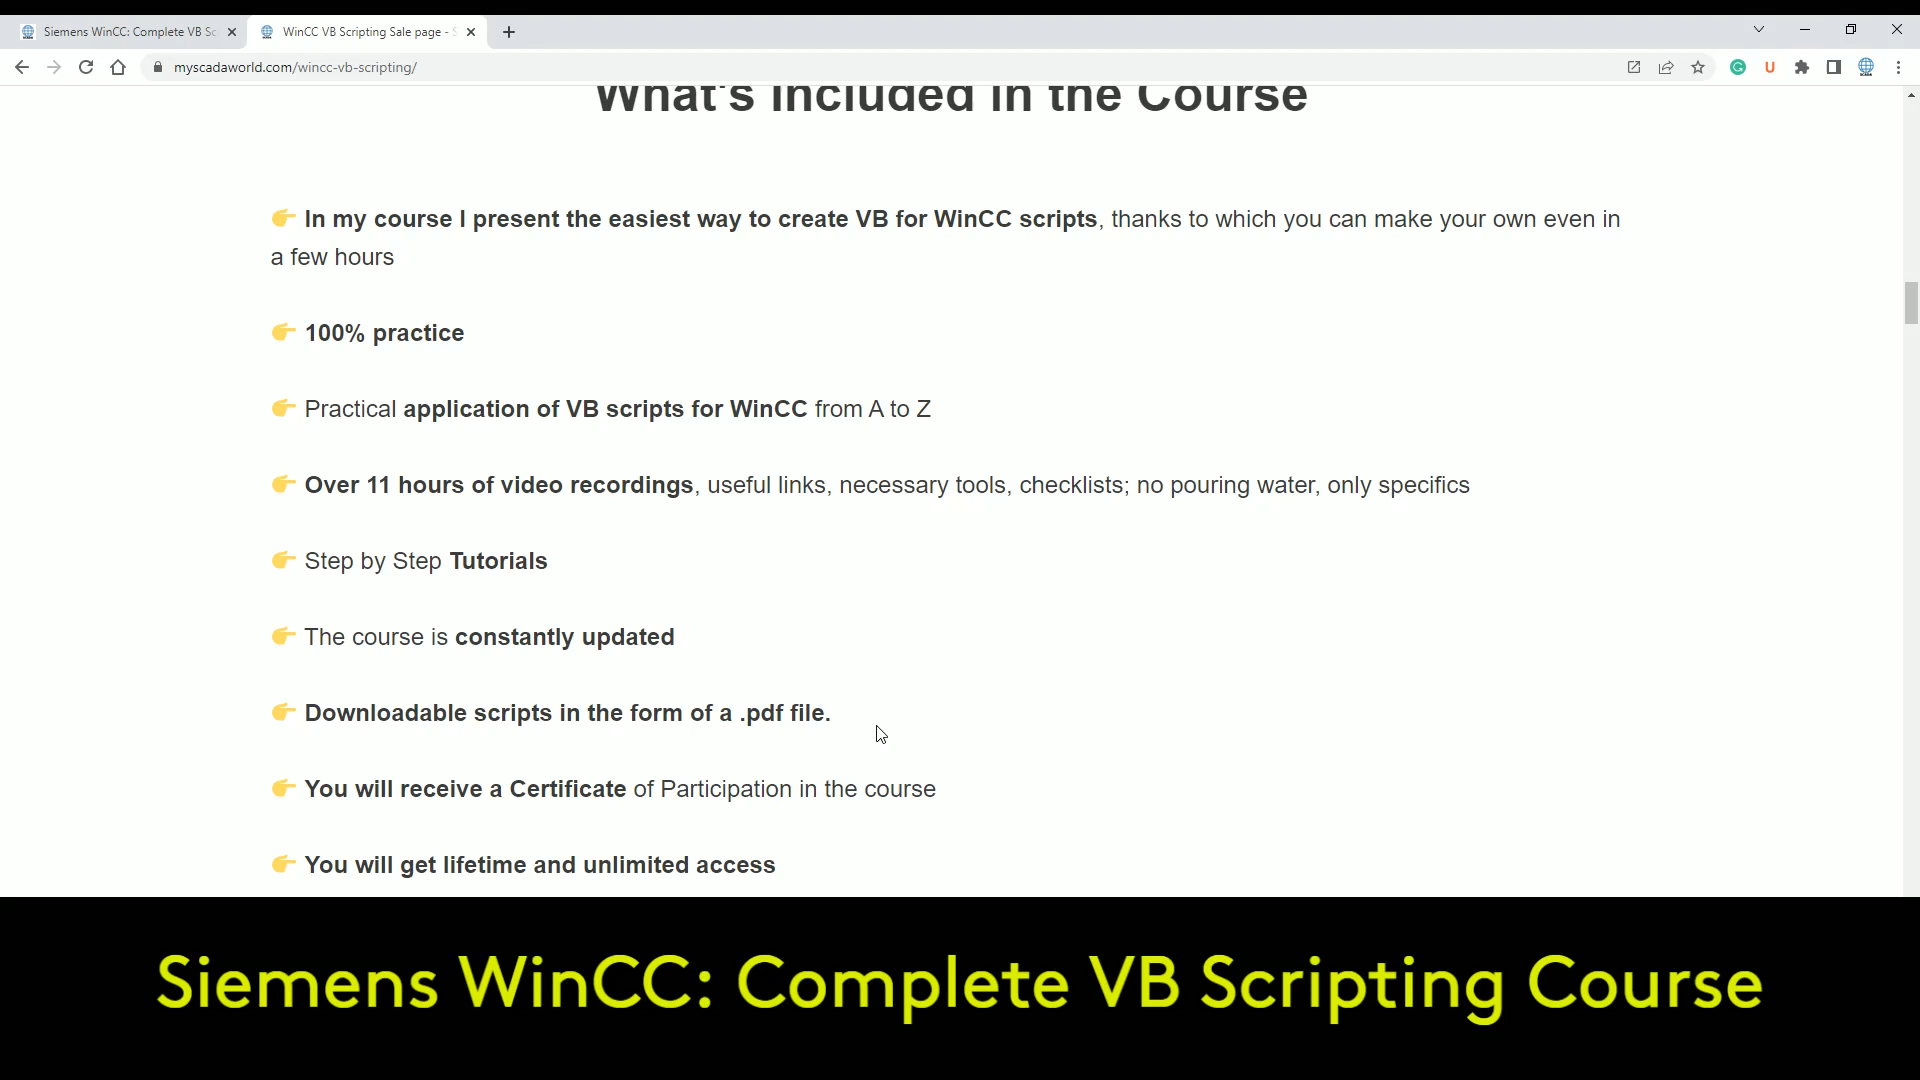 Siemens WinCC: Complete VB Sc
WinCC VB Scripting Sale page - S
myscadaworld.com/wincc-vb-scripting/
What's Included in the Course
👉 In my course I present the easiest way to create VB for WinCC scripts, thanks to which you can make your own even in
a few hours
👉 100% practice
👉 Practical application of VB scripts for WinCC from A to Z
👉 Over 11 hours of video recordings, useful links, necessary tools, checklists; no pouring water, only specifics
👉 Step by Step Tutorials
👉 The course is constantly updated
👉 Downloadable scripts in the form of a .pdf file.
👉 You will receive a Certificate of Participation in the course
👉 You will get lifetime and unlimited access
Siemens WinCC: Complete VB Scripting Course